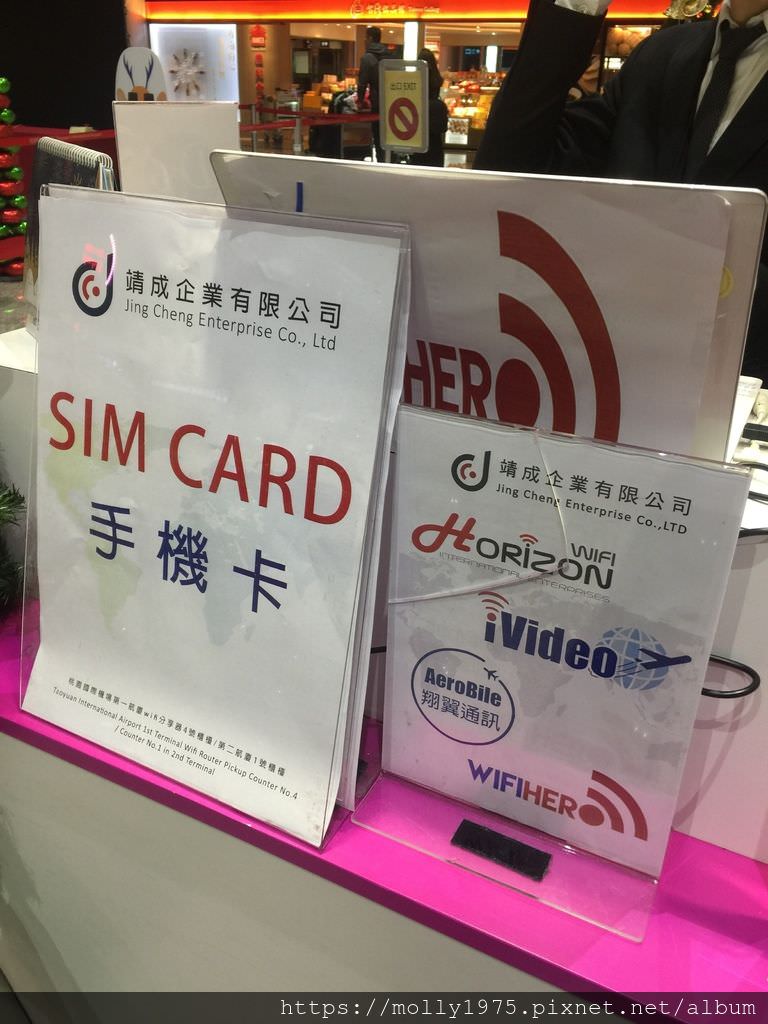 出口 EXIT
靖成企業有限公司
Jing Cheng Enterprise Co., Ltd
SIM CARD
手機卡
桃園國際機場第一航廈wifi分享器4號櫃檯/第二航廈1號櫃檯
Taoyuan International Airport 1st Terminal Wifi Router Pickup Counter No.4
/ Counter No.1 in 2nd Terminal
HERO
靖成企業有限公司
Jing Cheng Enterprise Co.,LTD
HORIZON WIFI
INTERNATIONAL ENTERPRISES
iVideo
AeroBile
翔翼通訊
WIFIHERO
https://molly1975.pixnet.net/album